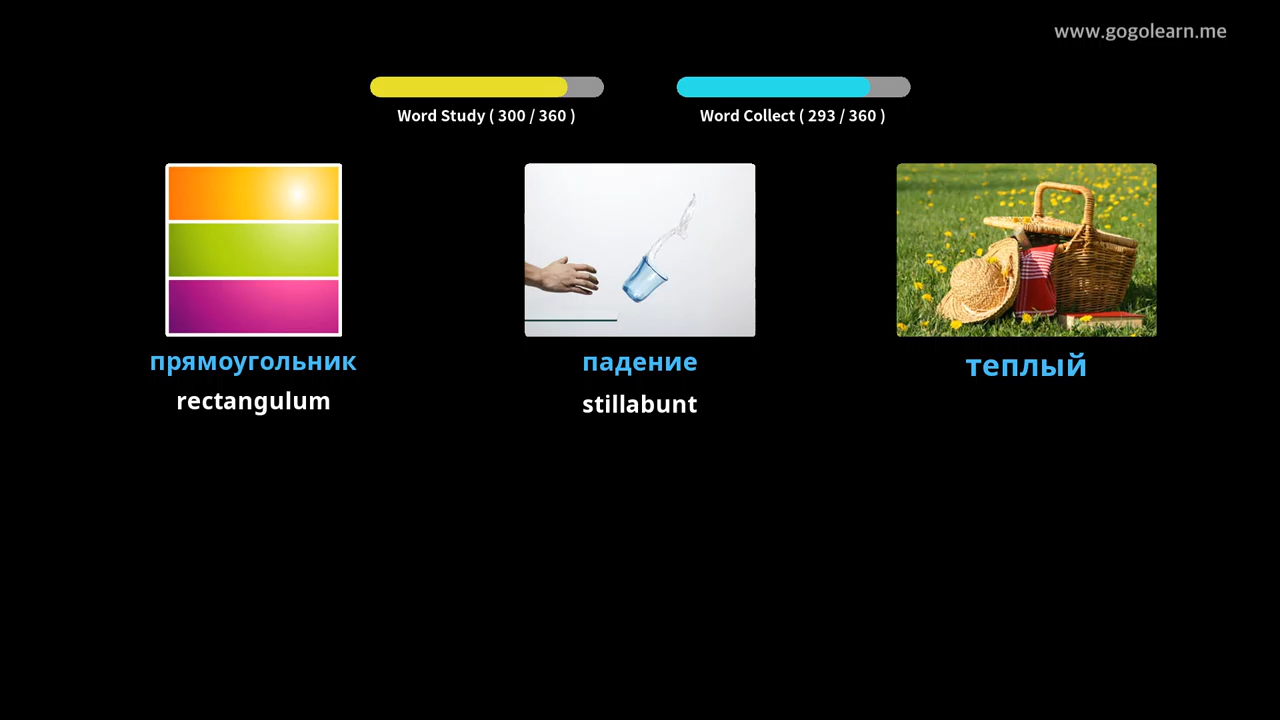 www.gogolearn.me
Word Study ( 300 / 360 )
Word Collect ( 293 / 360 )
прямоугольник
rectangulum
падение
stillabunt
теплый